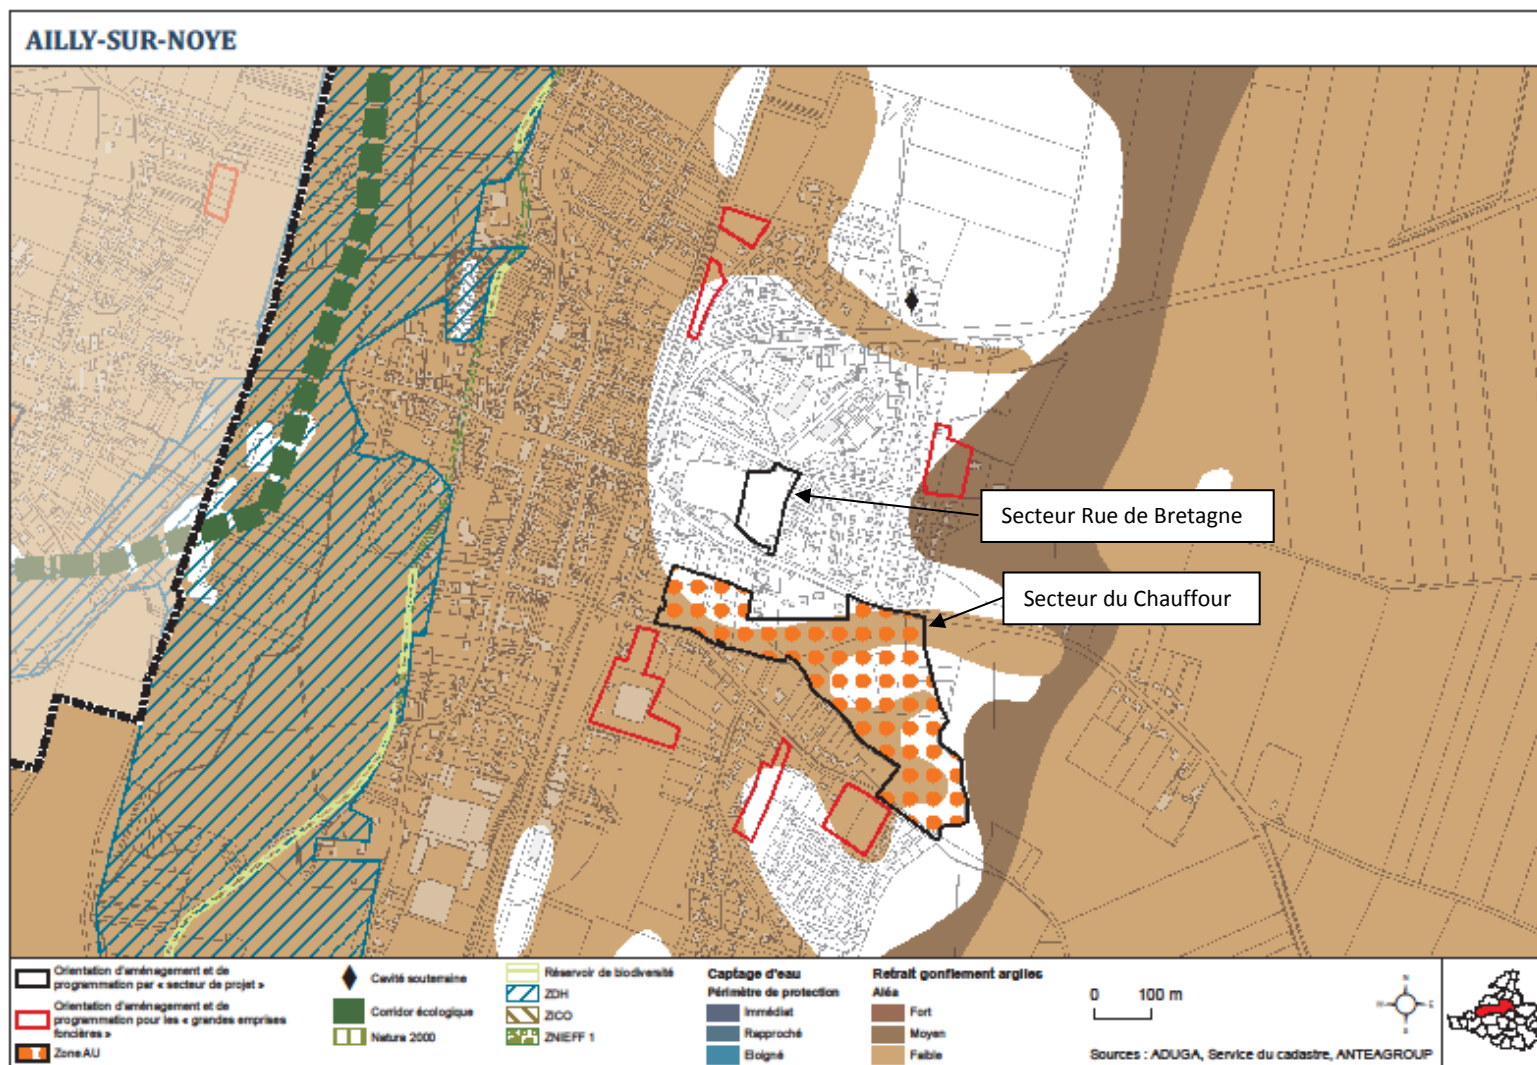 AILLY-SUR-NOYE
Secteur Rue de Bretagne
Secteur du Chauffour
Orientation d'aménagement et de
programmation par « secteur de projet »
Orientation d'aménagement et de
programmation pour les « grandes emprises
foncières »
Zone AU
Cavité souterraine
Corridor écologique
Natura 2000
Réservoir de biodiversité
ZDH
ZICO
ZNIEFF 1
Captage d'eau
Périmètre de protection
Immédiat
Rapproché
Eloigné
Retrait gonflement argiles
Aléa
Fort
Moyen
Faible
0 100 m
Sources : ADUGA, Service du cadastre, ANTEAGROUP
N
E
S